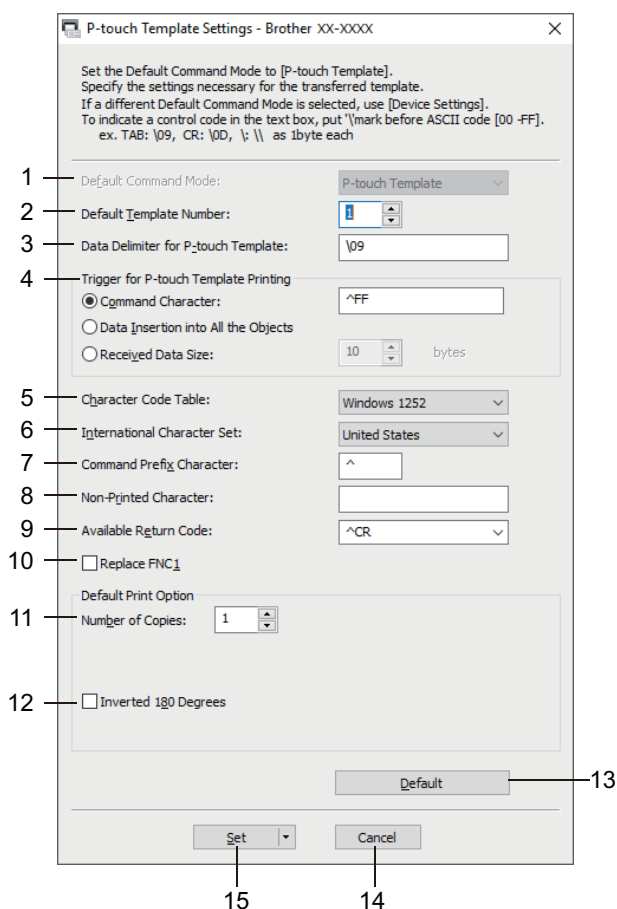 P-touch Template Settings - Brother XX-XXXX
Set the Default Command Mode to [P-touch Template].
Specify the settings necessary for the transferred template.
If a different Default Command Mode is selected, use [Device Settings].
To indicate a control code in the text box, put '\'mark before ASCII code [00 -FF].
ex. TAB: \09, CR: \0D, \: \\ as 1byte each
1 Default Command Mode: P-touch Template
2 Default Template Number: 1
3 Data Delimiter for P-touch Template: \09
4 Trigger for P-touch Template Printing
Command Character: ^FF
Data Insertion into All the Objects
Received Data Size: 10 bytes
5 Character Code Table: Windows 1252
6 International Character Set: United States
7 Command Prefix Character: ^
8 Non-Printed Character:
9 Available Return Code: ^CR
10 Replace FNC1
Default Print Option
11 Number of Copies: 1
12 Inverted 180 Degrees
Default 13
Set Cancel
15 14